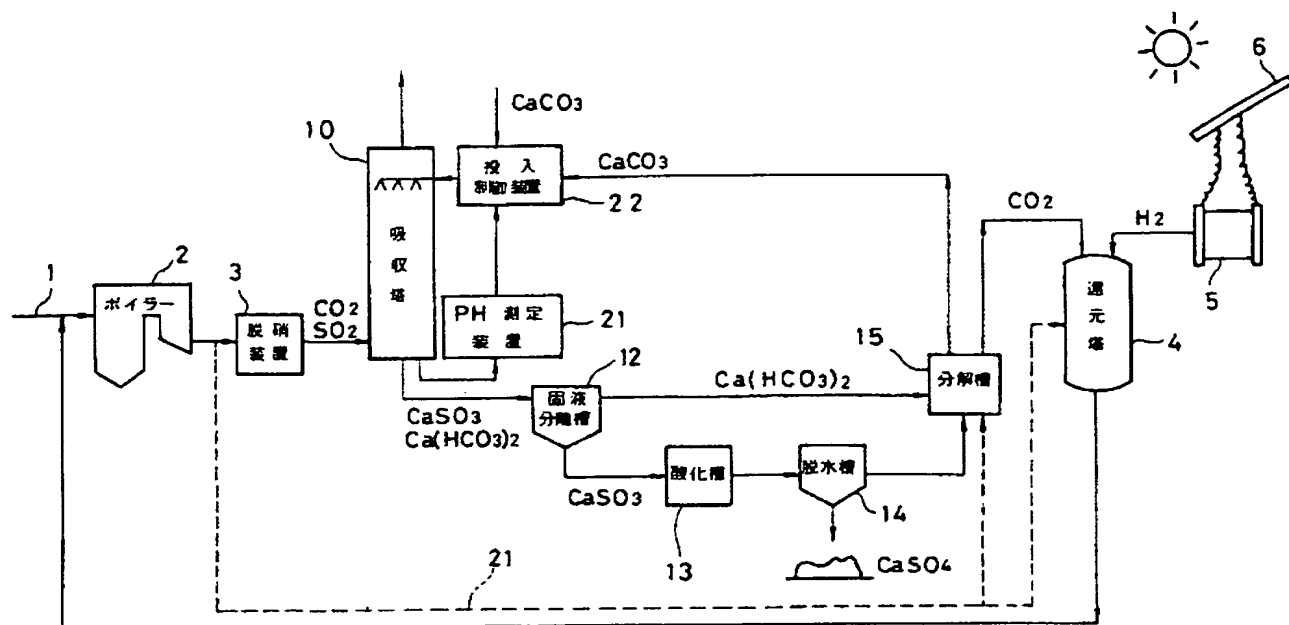 6
CaCO3
10
投入
制御装置
CaCO3
22
CO2
H2
吸収塔
5
1
2
ボイラー
3
脱硝
装置
CO2
SO2
PH 測定
装置
21
還元塔
4
15
分解槽
12
固液
分離槽
Ca(HCO3)2
CaSO3
Ca(HCO3)2
CaSO3
酸化槽
13
脱水槽
14
CaSO4
21